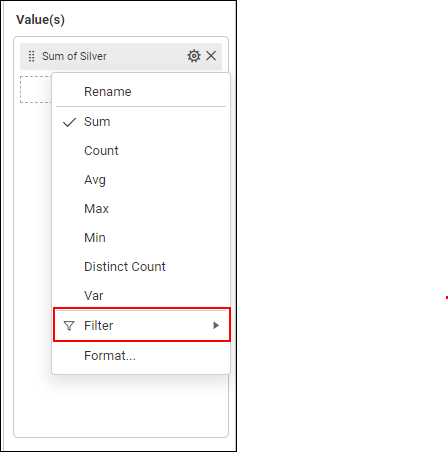 Value(s)
Sum of Silver
Rename
Sum
Count
Avg
Max
Min
Distinct Count
Var
Filter
Format...